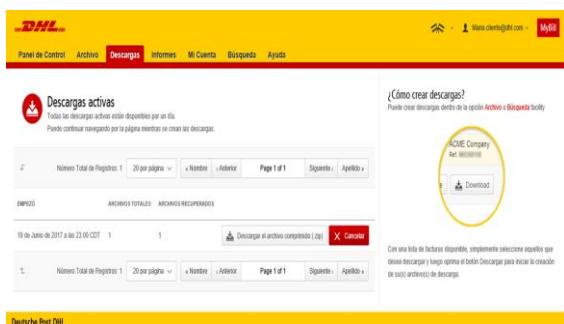 DHL
Maria.cliente@dhl.com
MyBill
Panel de Control Archivo Descargas Informes Mi Cuenta Búsqueda Ayuda
Descargas activas
Todas las descargas activas están disponibles por un día.
Puede continuar navegando por la página mientras se crean las descargas.
Número Total de Registros: 1 20 por página « Nombre ‹ Anterior Page 1 of 1 Siguiente › Apellido »
EMPEZÓ ARCHIVOS TOTALES ARCHIVOS RECUPERADOS
19 de Junio de 2017 a las 23:00 CDT 1 1 Descargar el archivo comprimido (.zip) X Cancelar
Número Total de Registros: 1 20 por página « Nombre ‹ Anterior Page 1 of 1 Siguiente › Apellido »
¿Cómo crear descargas?
Puede crear descargas dentro de la opción Archivo o Búsqueda facility
ACME Company
Ref:
Download
Con una lista de facturas disponible, simplemente seleccione aquellos que
desee descargar y luego oprima el botón Descargar para iniciar la creación
de su(s) archivo(s) de descarga.
Deutsche Post DHL